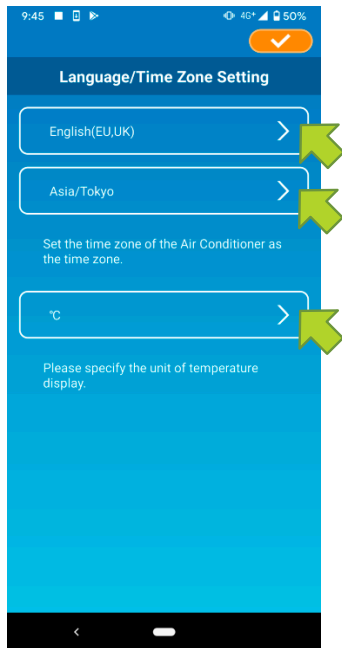 9:45 4G+ 50%
Language/Time Zone Setting
English(EU,UK)
Asia/Tokyo
Set the time zone of the Air Conditioner as
the time zone.
℃
Please specify the unit of temperature
display.